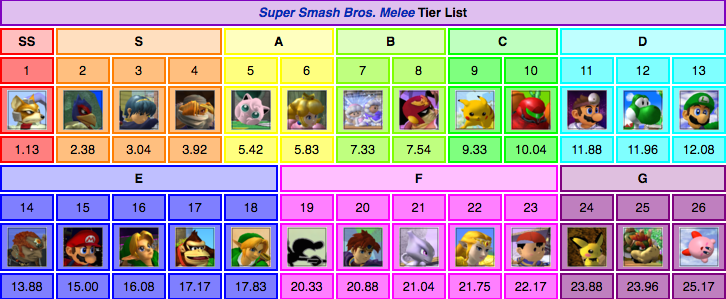 Super Smash Bros. Melee Tier List
SS S A B C D
1 2 3 4 5 6 7 8 9 10 11 12 13
1.13 2.38 3.04 3.92 5.42 5.83 7.33 7.54 9.33 10.04 11.88 11.96 12.08
E F G
14 15 16 17 18 19 20 21 22 23 24 25 26
13.88 15.00 16.08 17.17 17.83 20.33 20.88 21.04 21.75 22.17 23.88 23.96 25.17